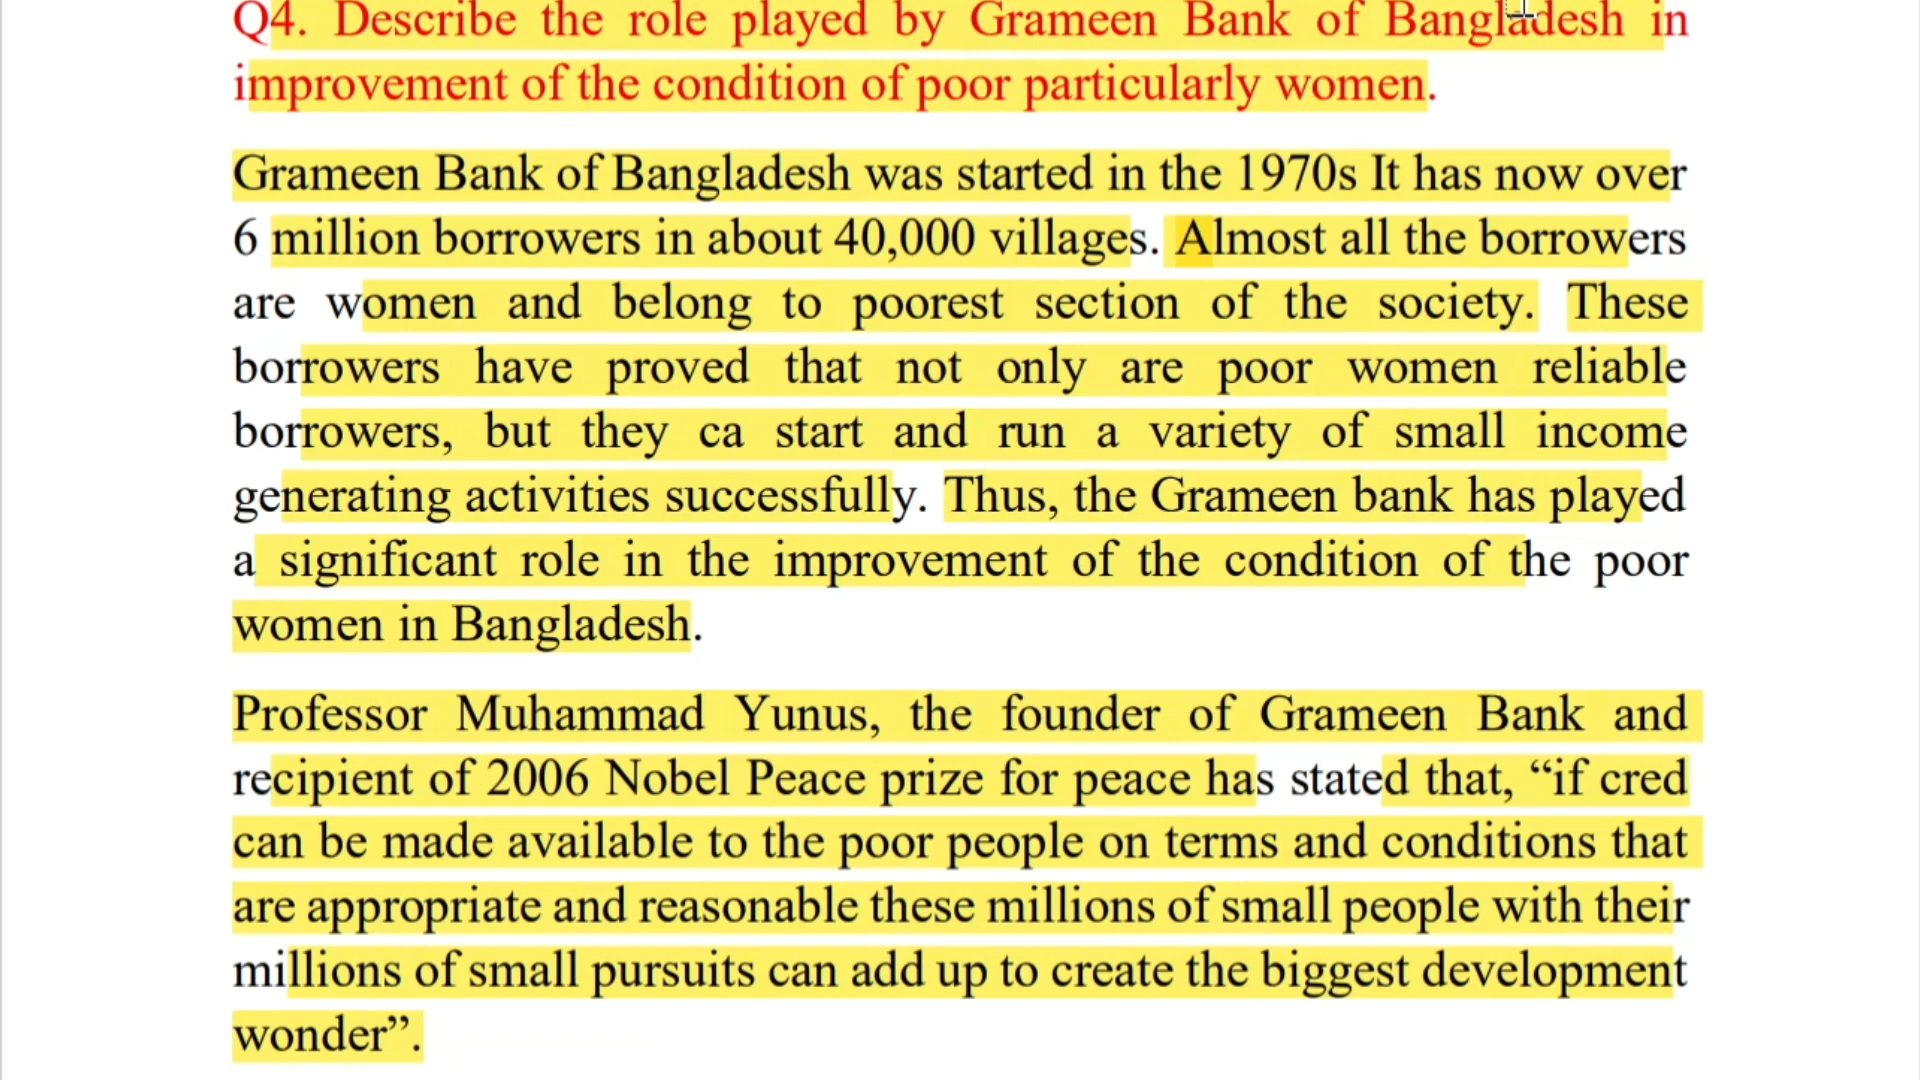 Q4. Describe the role played by Grameen Bank of Bangladesh in
improvement of the condition of poor particularly women.
Grameen Bank of Bangladesh was started in the 1970s It has now over
6 million borrowers in about 40,000 villages. Almost all the borrowers
are women and belong to poorest section of the society. These
borrowers have proved that not only are poor women reliable
borrowers, but they ca start and run a variety of small income
generating activities successfully. Thus, the Grameen bank has played
a significant role in the improvement of the condition of the poor
women in Bangladesh.
Professor Muhammad Yunus, the founder of Grameen Bank and
recipient of 2006 Nobel Peace prize for peace has stated that, “if cred
can be made available to the poor people on terms and conditions that
are appropriate and reasonable these millions of small people with their
millions of small pursuits can add up to create the biggest development
wonder”.